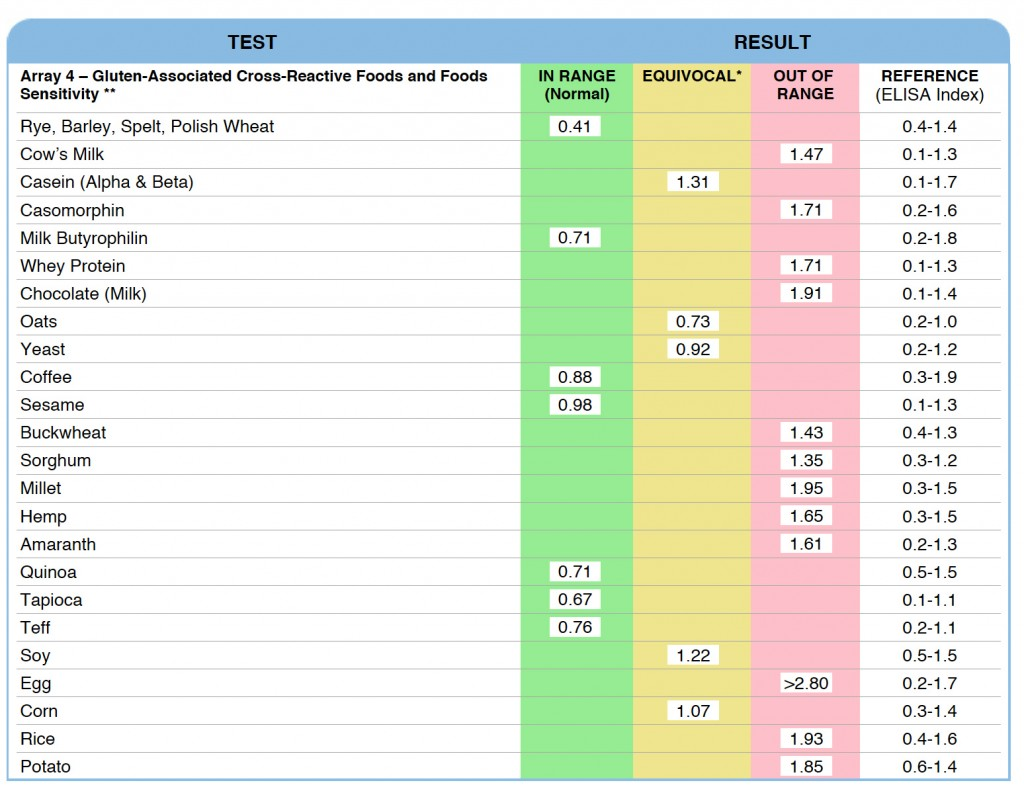 TEST RESULT
Array 4 – Gluten-Associated Cross-Reactive Foods and Foods Sensitivity ** IN RANGE (Normal) EQUIVOCAL* OUT OF RANGE REFERENCE (ELISA Index)
Rye, Barley, Spelt, Polish Wheat 0.41 0.4-1.4
Cow's Milk 1.47 0.1-1.3
Casein (Alpha & Beta) 1.31 0.1-1.7
Casomorphin 1.71 0.2-1.6
Milk Butyrophilin 0.71 0.2-1.8
Whey Protein 1.71 0.1-1.3
Chocolate (Milk) 1.91 0.1-1.4
Oats 0.73 0.2-1.0
Yeast 0.92 0.2-1.2
Coffee 0.88 0.3-1.9
Sesame 0.98 0.1-1.3
Buckwheat 1.43 0.4-1.3
Sorghum 1.35 0.3-1.2
Millet 1.95 0.3-1.5
Hemp 1.65 0.3-1.5
Amaranth 1.61 0.2-1.3
Quinoa 0.71 0.5-1.5
Tapioca 0.67 0.1-1.1
Teff 0.76 0.2-1.1
Soy 1.22 0.5-1.5
Egg >2.80 0.2-1.7
Corn 1.07 0.3-1.4
Rice 1.93 0.4-1.6
Potato 1.85 0.6-1.4